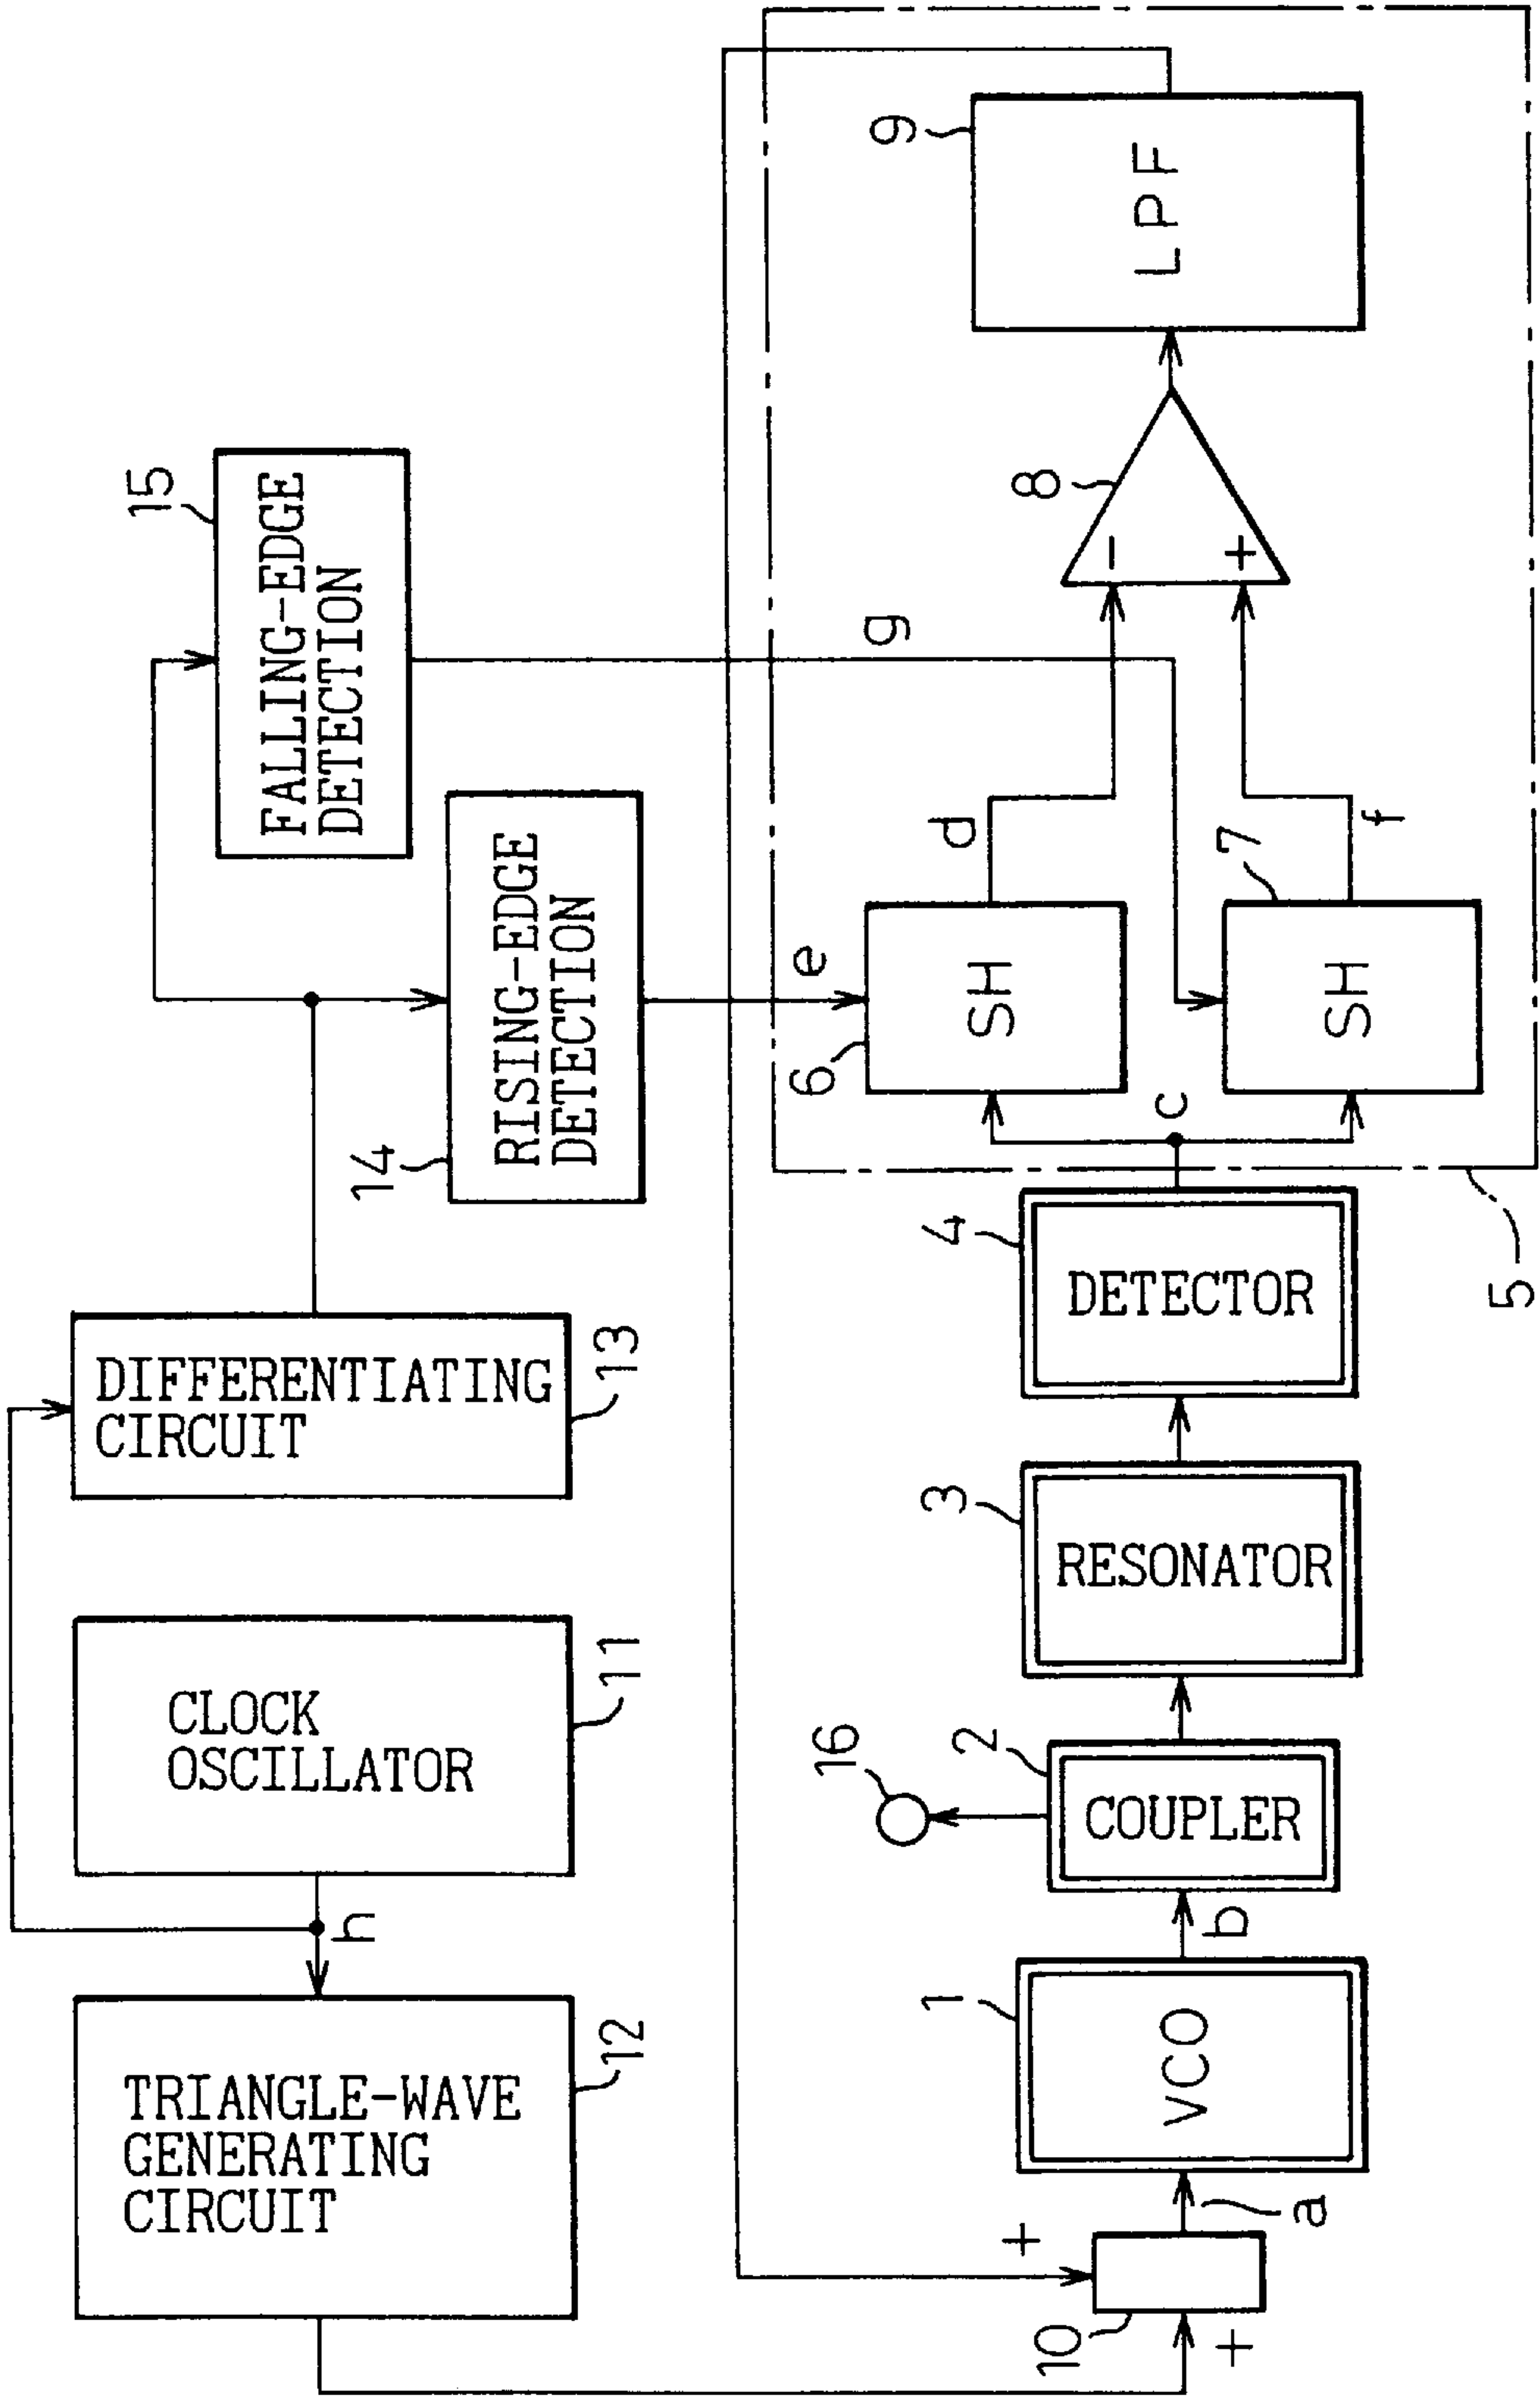 TRIANGLE-WAVE
GENERATING
CIRCUIT
12
h
CLOCK
OSCILLATOR
11
DIFFERENTIATING
CIRCUIT
13
14
RISING-EDGE
DETECTION
15
FALLING-EDGE
DETECTION
10
+
+
a
1
VCO
b
2
COUPLER
16
3
RESONATOR
4
DETECTOR
5
c
6
SH
e
d
7
SH
f
g
8
−
+
9
LPF